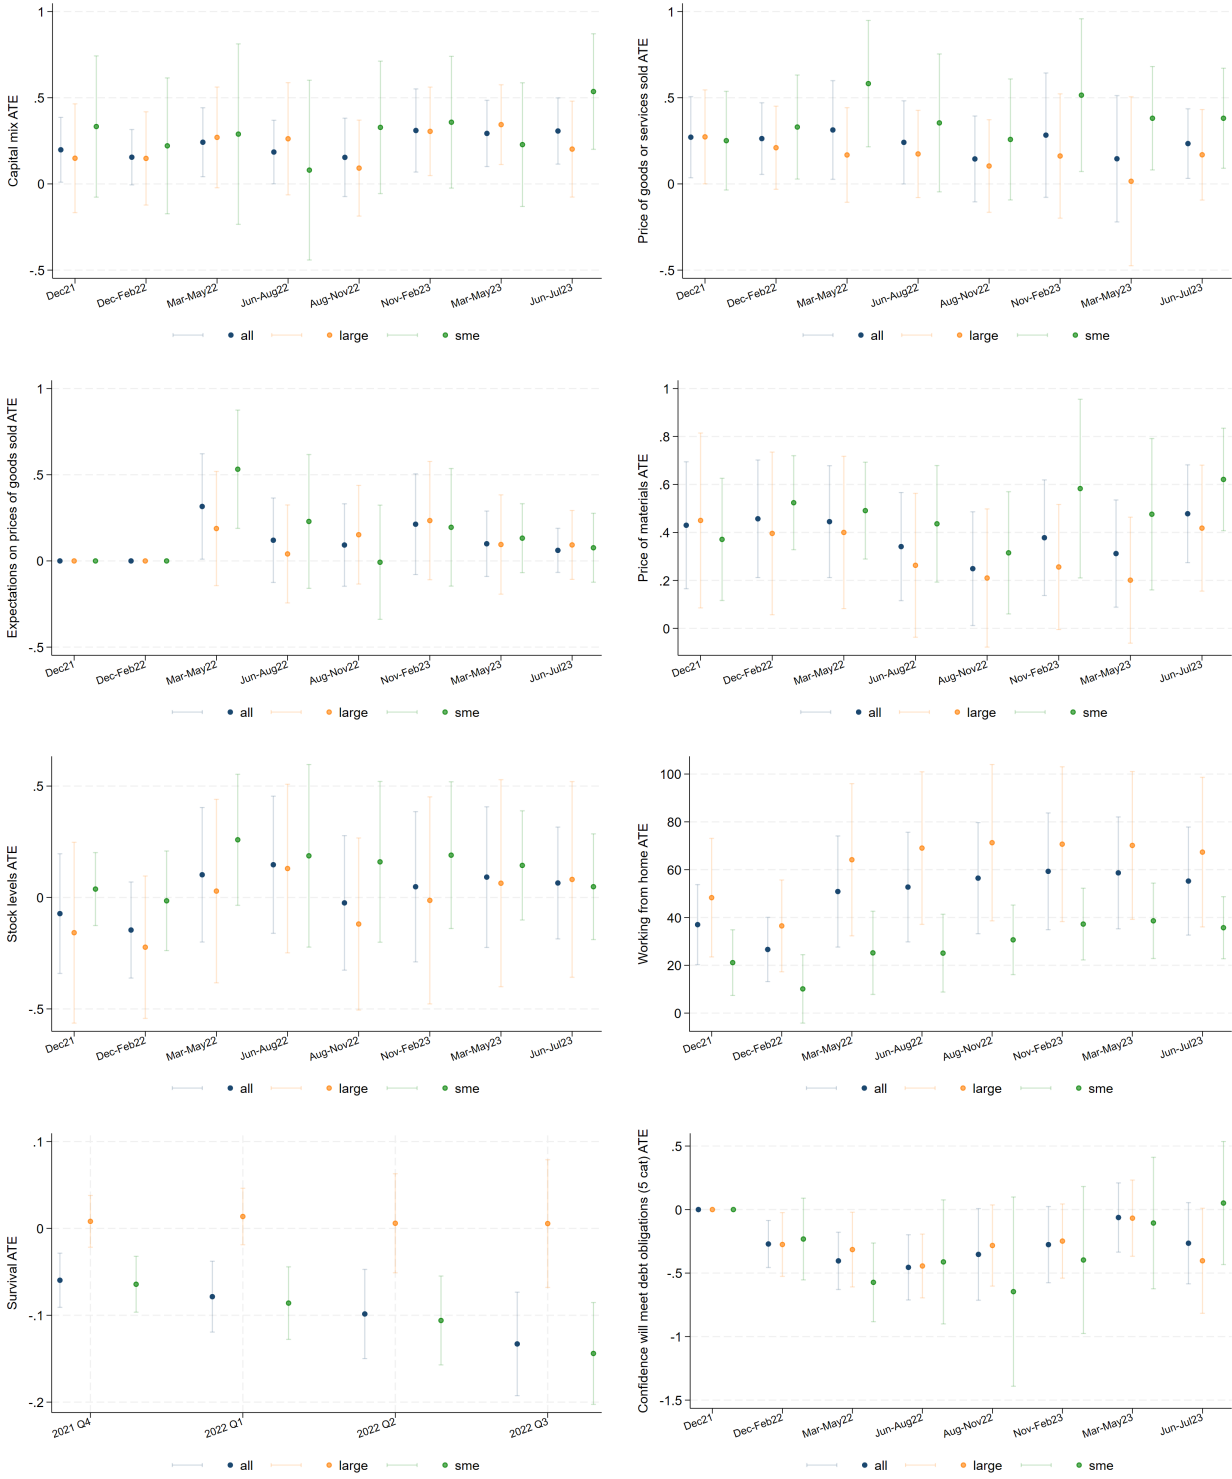 Capital mix ATE
1
.5
0
-.5
Dec21 Dec-Feb22 Mar-May22 Jun-Aug22 Aug-Nov22 Nov-Feb23 Mar-May23 Jun-Jul23
all large sme
Price of goods or services sold ATE
1
.5
0
-.5
Dec21 Dec-Feb22 Mar-May22 Jun-Aug22 Aug-Nov22 Nov-Feb23 Mar-May23 Jun-Jul23
all large sme
Expectations on prices of goods sold ATE
1
.5
0
-.5
Dec21 Dec-Feb22 Mar-May22 Jun-Aug22 Aug-Nov22 Nov-Feb23 Mar-May23 Jun-Jul23
all large sme
Price of materials ATE
1
.8
.6
.4
.2
0
Dec21 Dec-Feb22 Mar-May22 Jun-Aug22 Aug-Nov22 Nov-Feb23 Mar-May23 Jun-Jul23
all large sme
Stock levels ATE
.5
0
-.5
Dec21 Dec-Feb22 Mar-May22 Jun-Aug22 Aug-Nov22 Nov-Feb23 Mar-May23 Jun-Jul23
all large sme
Working from home ATE
100
80
60
40
20
0
Dec21 Dec-Feb22 Mar-May22 Jun-Aug22 Aug-Nov22 Nov-Feb23 Mar-May23 Jun-Jul23
all large sme
Survival ATE
.1
0
-.1
-.2
2021 Q4 2022 Q1 2022 Q2 2022 Q3
all large sme
Confidence will meet debt obligations (5 cat) ATE
.5
0
-.5
-1
-1.5
Dec21 Dec-Feb22 Mar-May22 Jun-Aug22 Aug-Nov22 Nov-Feb23 Mar-May23 Jun-Jul23
all large sme